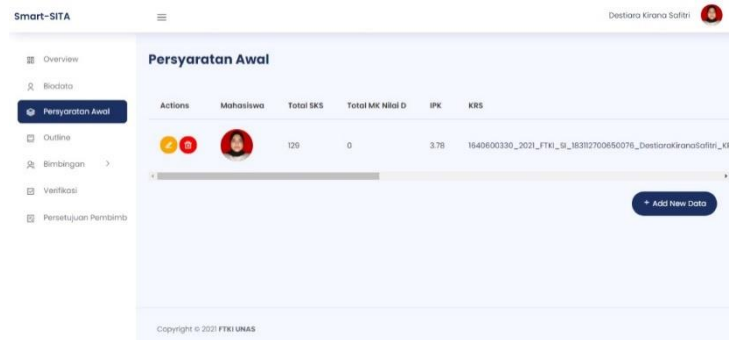 Smart-SITA
Destiara Kirana Safitri
Overview
Biodata
Persyaratan Awal
Outline
Bimbingan >
Verifikasi
Persetujuan Pembimb
Persyaratan Awal
Actions Mahasiswa Total SKS Total MK Nilai D IPK KRS
129 0 3.78 1640600330_2021_FTKI_SI_183112700650076_DestiaraKiranaSafitri_KR
+ Add New Data
Copyright © 2021 FTKI UNAS